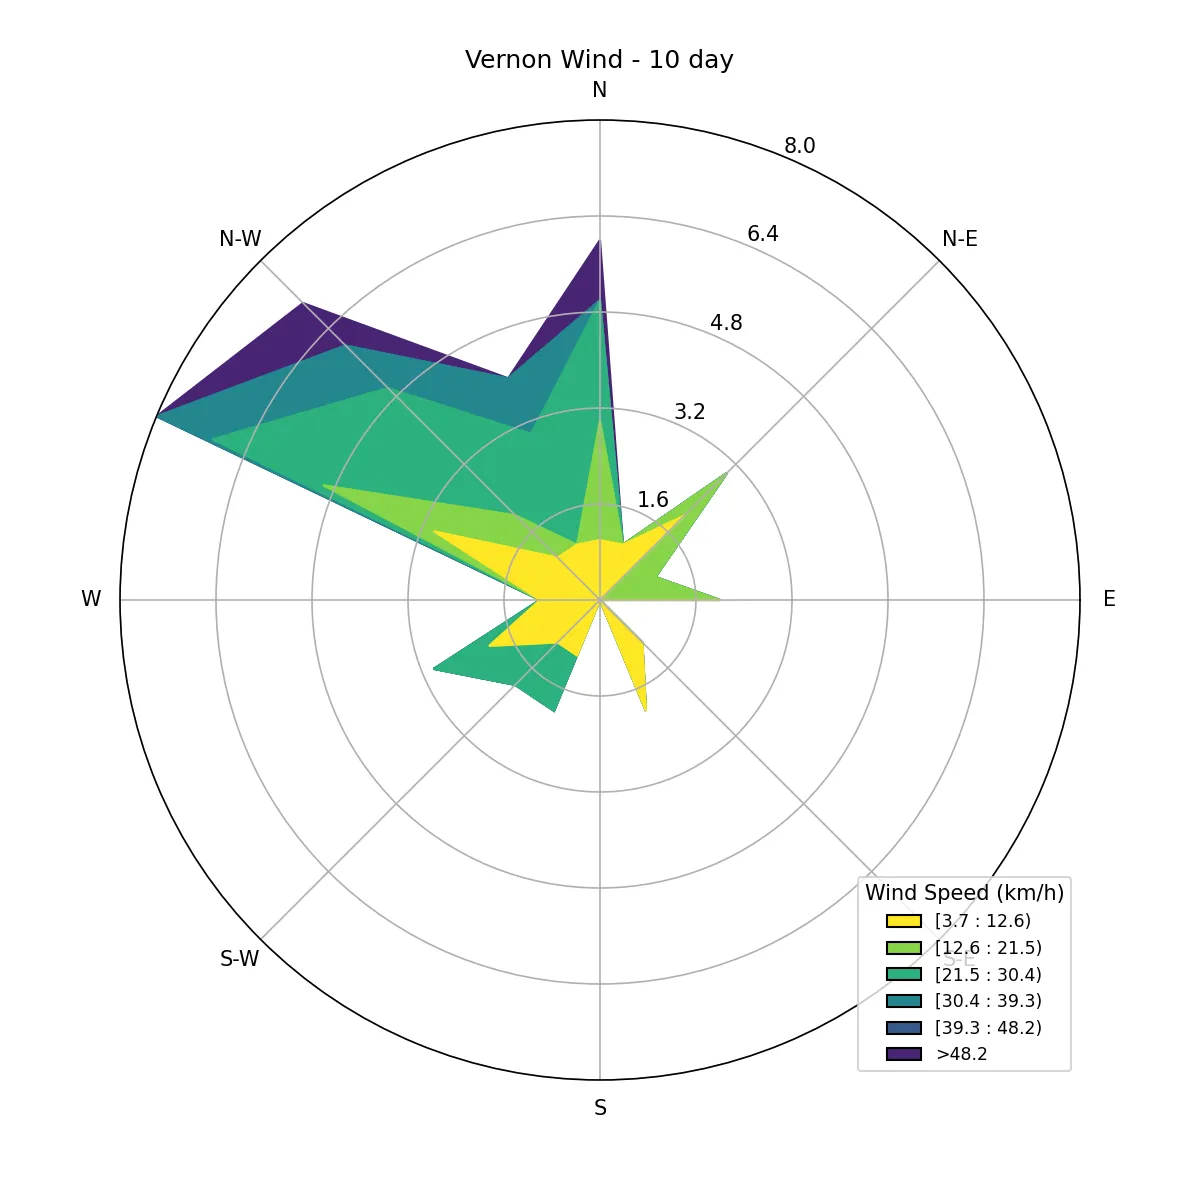 Vernon Wind - 10 day
N
8.0
N-W
6.4
N-E
4.8
3.2
1.6
W
E
Wind Speed (km/h)
[3.7 : 12.6)
[12.6 : 21.5)
S-W
S-E
[21.5 : 30.4)
[30.4 : 39.3)
[39.3 : 48.2)
>48.2
S